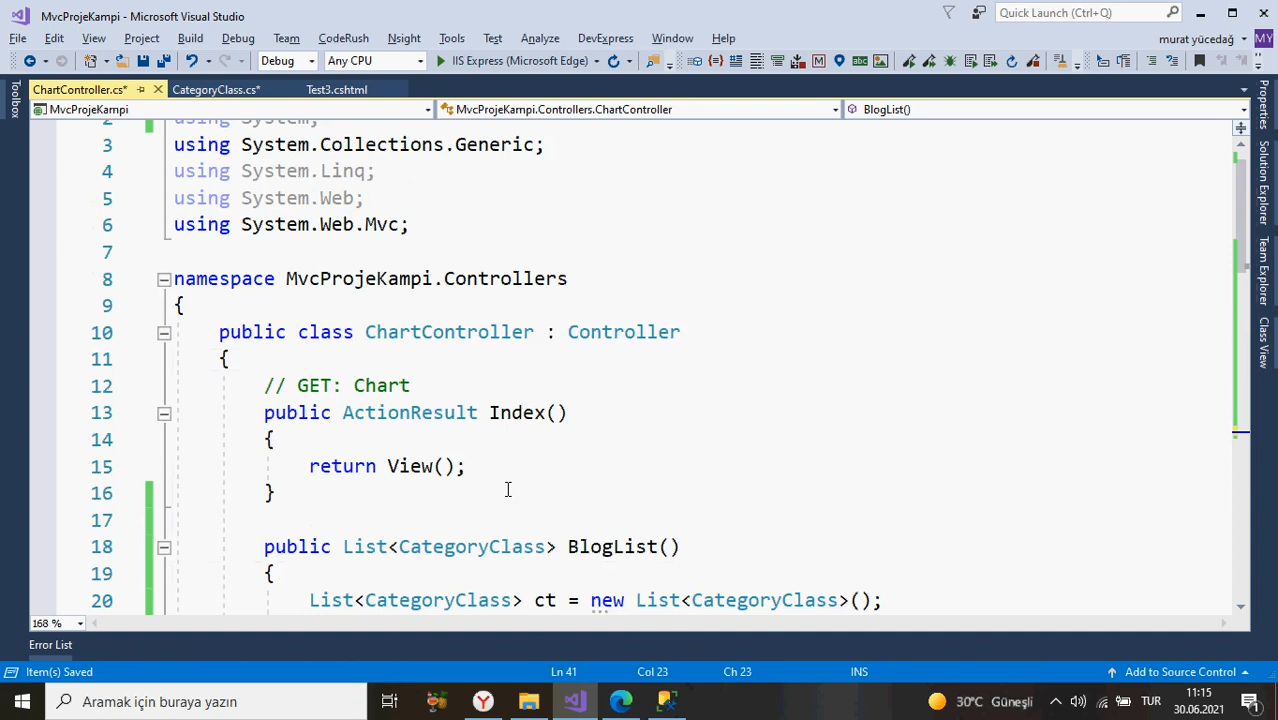 MvcProjeKampi - Microsoft Visual Studio
Quick Launch (Ctrl+Q)
File Edit View Project Build Debug Team CodeRush Nsight Tools Test Analyze DevExpress Window Help
murat yücedağ MY
Debug Any CPU IIS Express (Microsoft Edge)
ChartController.cs* CategoryClass.cs* Test3.cshtml
MvcProjeKampi MvcProjeKampi.Controllers.ChartController BlogList()
Toolbox
Properties
Solution Explorer
Team Explorer
Class View
2 using System;
3 using System.Collections.Generic;
4 using System.Linq;
5 using System.Web;
6 using System.Web.Mvc;
7
8 namespace MvcProjeKampi.Controllers
9 {
10 public class ChartController : Controller
11 {
12 // GET: Chart
13 public ActionResult Index()
14 {
15 return View();
16 }
17
18 public List<CategoryClass> BlogList()
19 {
20 List<CategoryClass> ct = new List<CategoryClass>();
168 %
Error List
Item(s) Saved Ln 41 Col 23 Ch 23 INS Add to Source Control
Aramak için buraya yazın
30°C Güneşli
TUR
11:15
30.06.2021
1